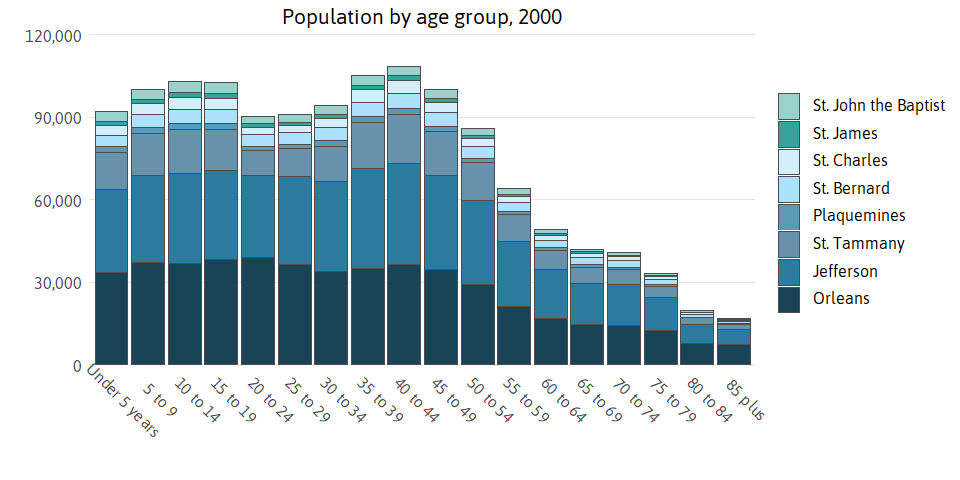 Population by age group, 2000
120,000
90,000
60,000
30,000
0
Under 5 years
5 to 9
10 to 14
15 to 19
20 to 24
25 to 29
30 to 34
35 to 39
40 to 44
45 to 49
50 to 54
55 to 59
60 to 64
65 to 69
70 to 74
75 to 79
80 to 84
85 plus
St. John the Baptist
St. James
St. Charles
St. Bernard
Plaquemines
St. Tammany
Jefferson
Orleans